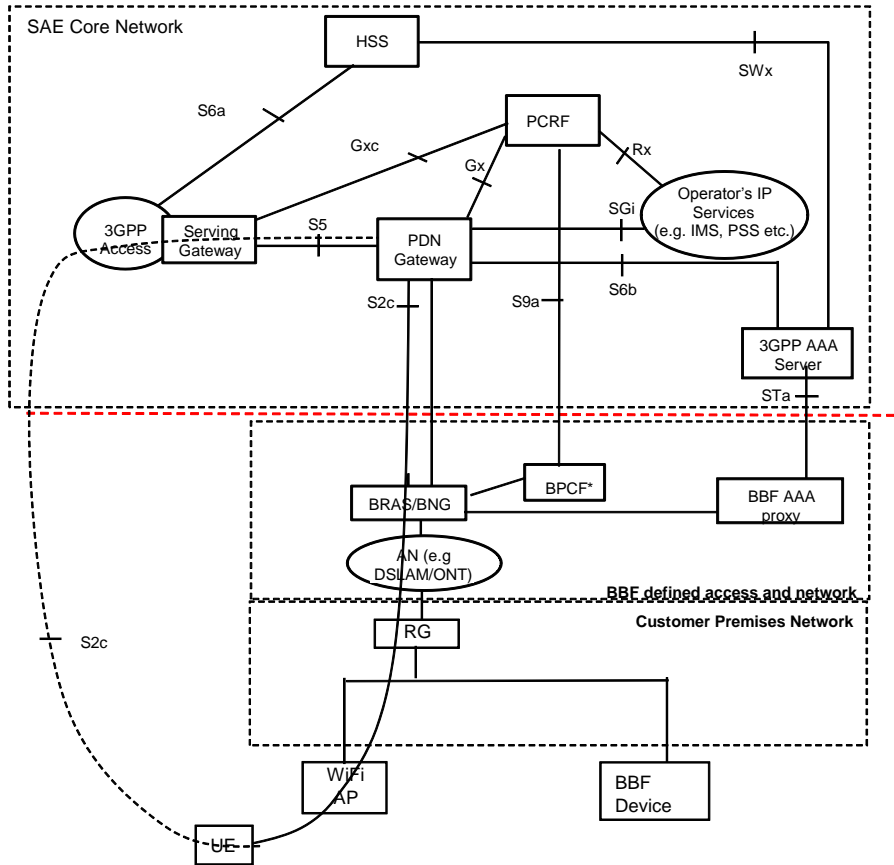 SAE Core Network
HSS
SWx
S6a
PCRF
Gxc
Gx
Rx
Operator's IP
Services
(e.g. IMS, PSS etc.)
SGi
3GPP
Access
Serving
Gateway
S5
PDN
Gateway
S6b
S2c
S9a
3GPP AAA
Server
STa
BPCF*
BRAS/BNG
BBF AAA
proxy
AN (e.g
DSLAM/ONT)
BBF defined access and network
Customer Premises Network
RG
S2c
WiFi
AP
BBF
Device
UE